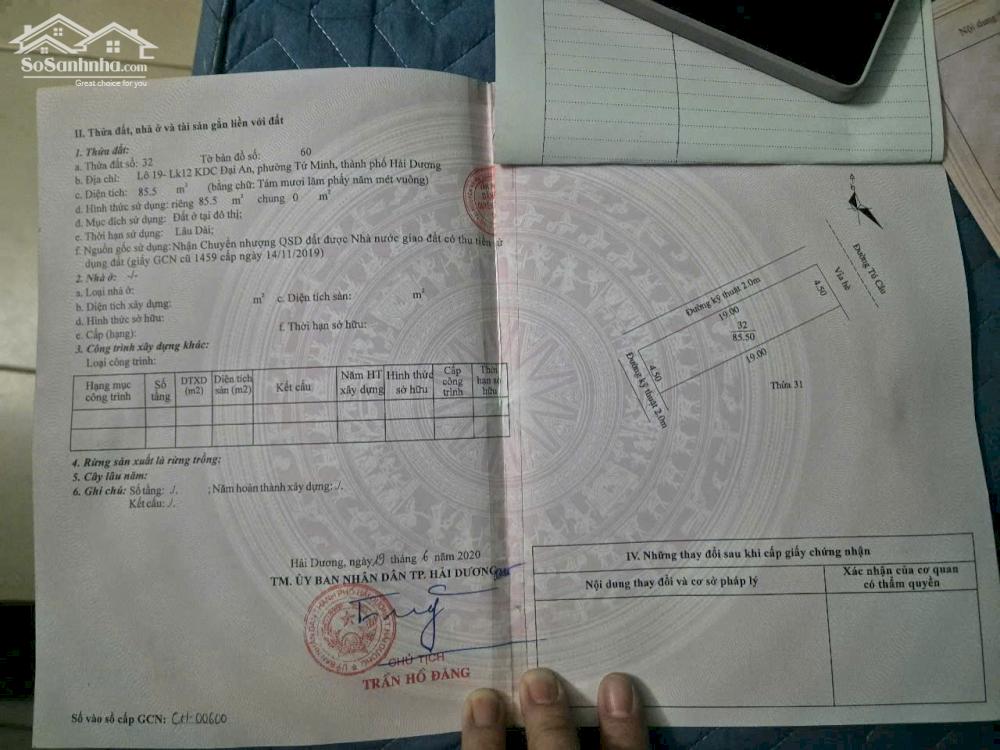 SoSanhnha.com
Great choice for you
II. Thửa đất, nhà ở và tài sản gắn liền với đất
1. Thửa đất:
a. Thửa đất số: 32 Tờ bản đồ số: 60
b. Địa chỉ: Lô 19- Lk12 KDC Đại An, phường Tứ Minh, thành phố Hải Dương
c. Diện tích: 85.5 m² (bằng chữ: Tám mươi lăm phẩy năm mét vuông)
d. Hình thức sử dụng: riêng 85.5 m² chung 0 m²
đ. Mục đích sử dụng: Đất ở tại đô thị;
e. Thời hạn sử dụng: Lâu Dài;
f. Nguồn gốc sử dụng: Nhận Chuyển nhượng QSD đất được Nhà nước giao đất có thu tiền sử
dụng đất (giấy GCN cũ 1459 cấp ngày 14/11/2019)
2. Nhà ở: -/-
a. Loại nhà ở:
b. Diện tích xây dựng: m² c. Diện tích sàn: m²
d. Hình thức sở hữu:
e. Cấp (hạng): f. Thời hạn sở hữu:
3. Công trình xây dựng khác:
Loại công trình:
Hạng mục công trình Số tầng DTXD (m2) Diện tích sàn (m2) Kết cấu Năm HT xây dựng Hình thức sở hữu Cấp công trình Thời hạn sở hữu
4. Rừng sản xuất là rừng trồng:
5. Cây lâu năm:
6. Ghi chú: Số tầng: ./. ; Năm hoàn thành xây dựng: ./.
Kết cấu: ./.
Hải Dương, ngày 19 tháng 6 năm 2020
TM. ỦY BAN NHÂN DÂN TP. HẢI DƯƠNG
CHỦ TỊCH
TRẦN HỒ ĐĂNG
Số vào sổ cấp GCN: CH-00600
Đường Tứ Cầu
Vỉa hè
Đường kỹ thuật 2.0m
4.50
19.00
32
85.50
19.00
4.50
Đường kỹ thuật 2.0m
Thửa 31
IV. Những thay đổi sau khi cấp giấy chứng nhận
Nội dung thay đổi và cơ sở pháp lý
Xác nhận của cơ quan
có thẩm quyền
Nội dung